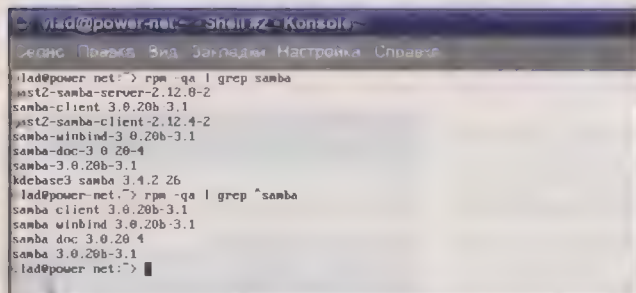 vlad@power-net:~ - Shell #2 - Konsole
Сеанс Правка Вид Закладки Настройка Справка
vlad@power net:~> rpm -qa | grep samba
yast2-samba-server-2.12.8-2
samba-client 3.0.20b 3.1
yast2-samba-client-2.12.4-2
samba-winbind-3 0.20b-3.1
samba-doc-3 0 20-4
samba-3.0.20b-3.1
kdebase3 samba 3.4.2 26
vlad@power-net:~> rpm -qa | grep ^samba
samba client 3.0.20b-3.1
samba winbind 3.0.20b-3.1
samba doc 3.0.20 4
samba 3.0.20b-3.1
vlad@power net:~>